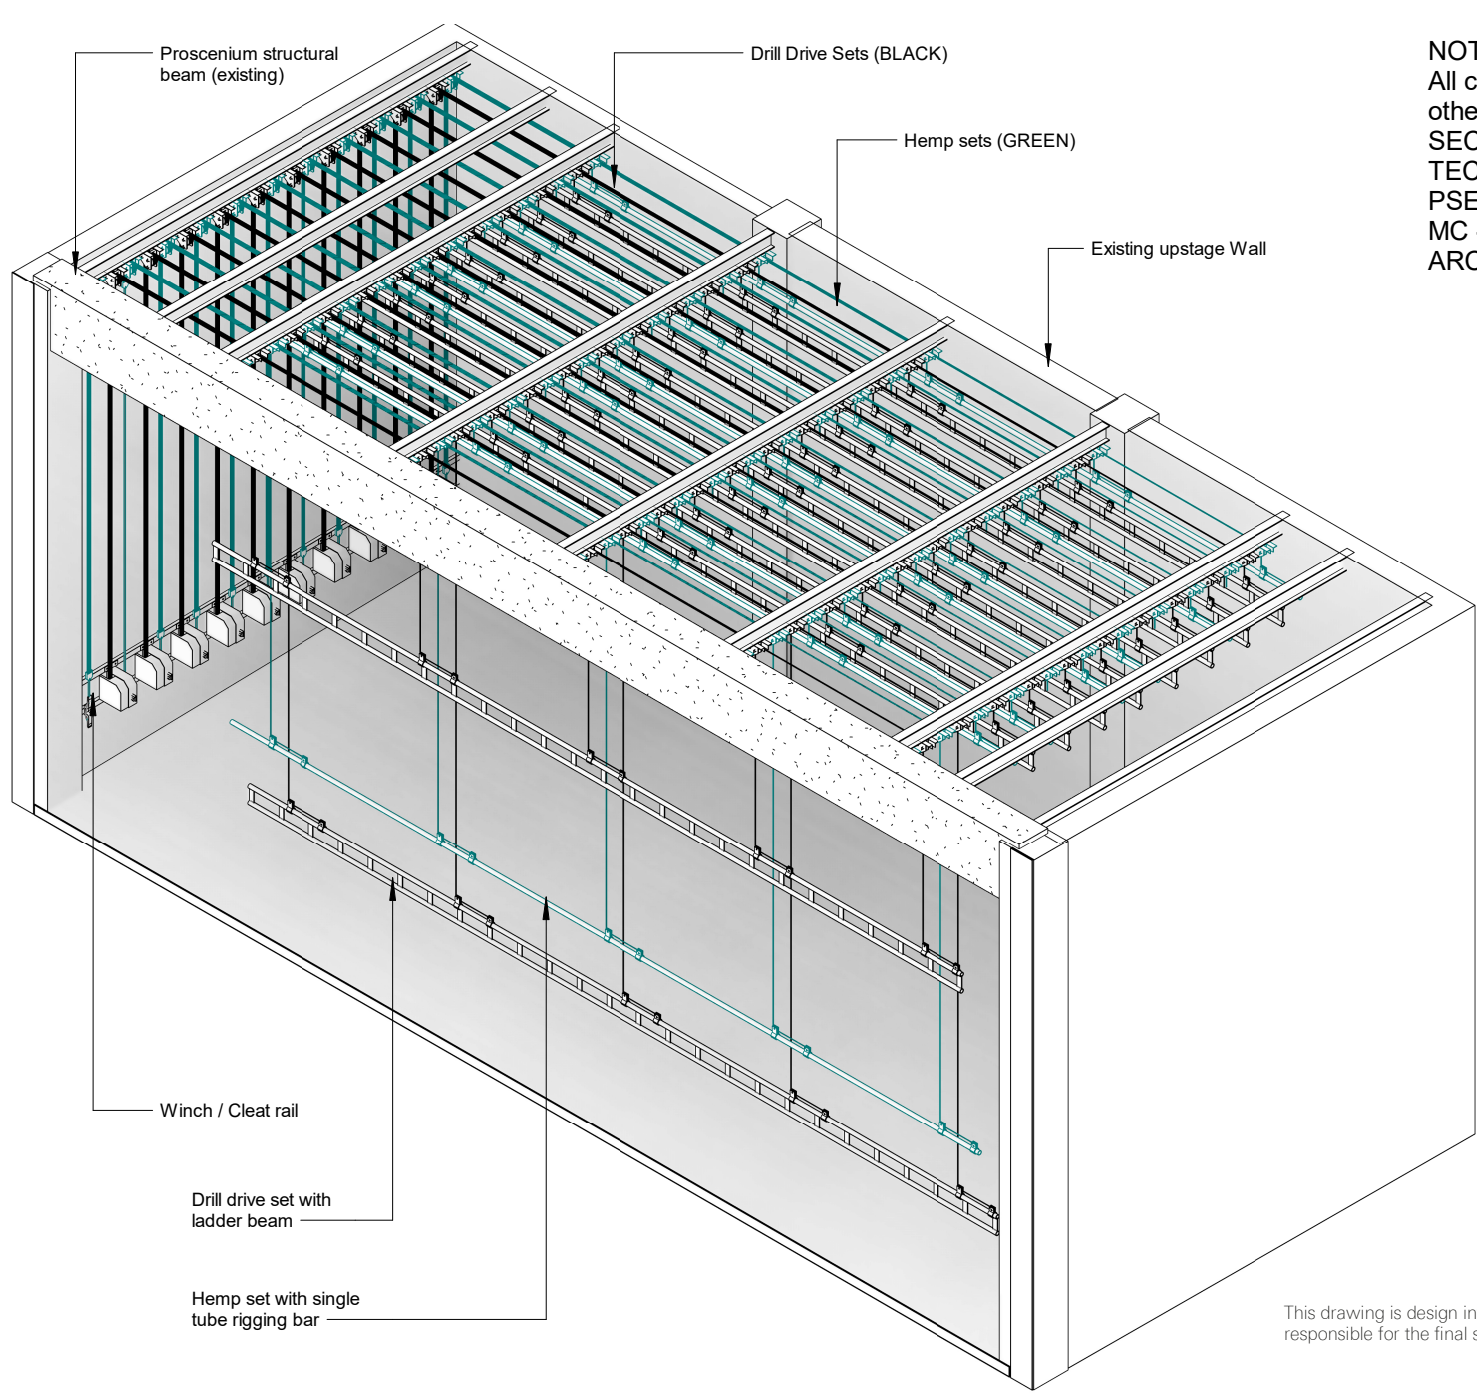 Proscenium structural
beam (existing)
Drill Drive Sets (BLACK)
Hemp sets (GREEN)
Existing upstage Wall
All
SEC
TEC
PSE
MC
ARC
Winch / Cleat rail
Drill drive set with
ladder beam
Hemp set with single
tube rigging bar
This drawing is design in
responsible for the final